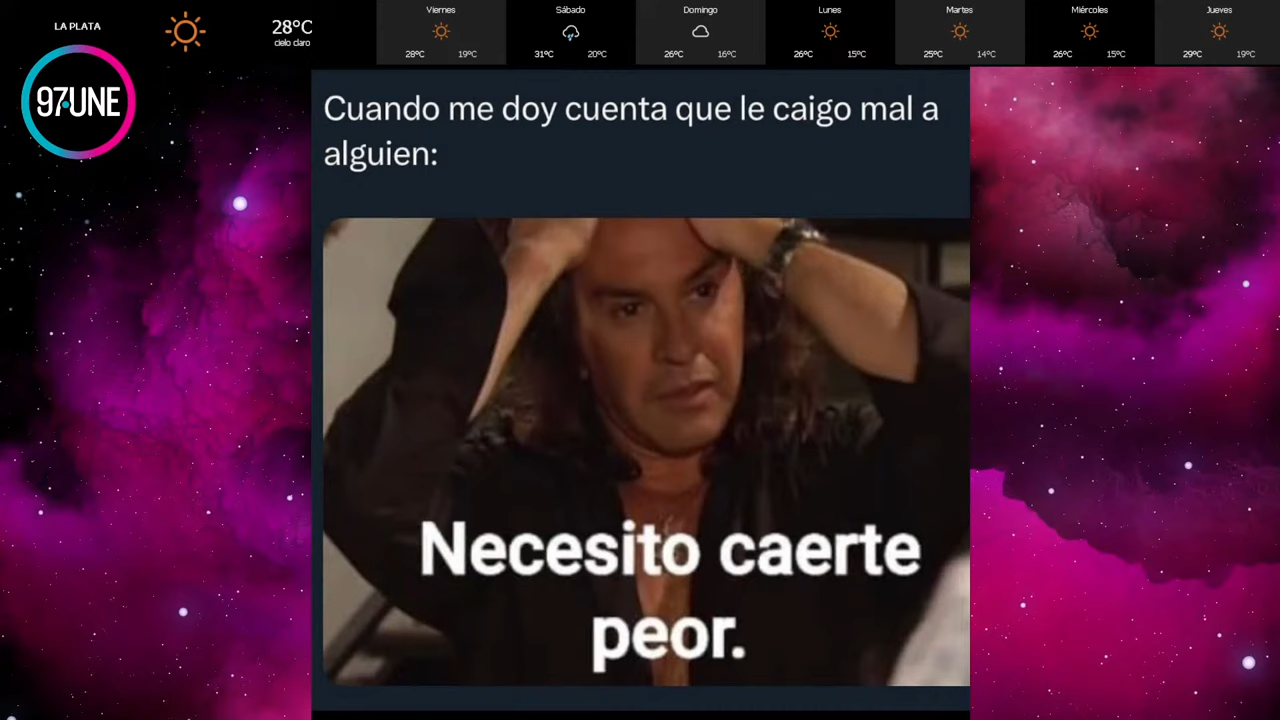 LA PLATA
28°C
cielo claro
Viernes
28°C 19°C
Sábado
31°C 20°C
Domingo
26°C 16°C
Lunes
26°C 15°C
Martes
25°C 14°C
Miércoles
26°C 15°C
Jueves
29°C 19°C
97·UNE
Cuando me doy cuenta que le caigo mal a
alguien:
Necesito caerte
peor.